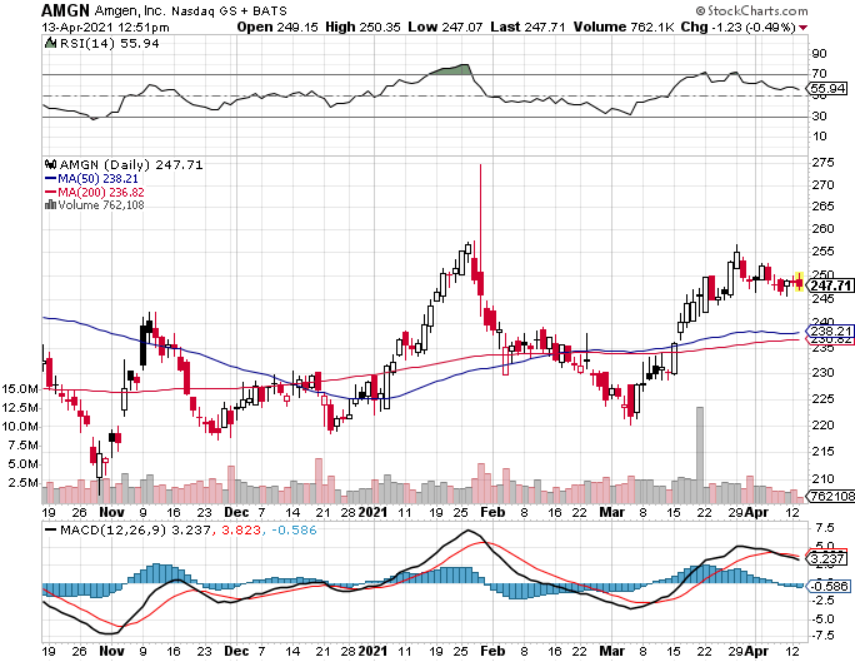 AMGN Amgen, Inc. Nasdaq GS + BATS © StockCharts.com
13-Apr-2021 12:51pm Open 249.15 High 250.35 Low 247.07 Last 247.71 Volume 762.1K Chg -1.23 (-0.49%)
RSI(14) 55.94
90
70
55.94
50
30
10
AMGN (Daily) 247.71
MA(50) 238.21
MA(200) 236.82
Volume 762,108
275
270
265
260
255
250
247.71
245
240
238.21
236.82
235
230
225
220
215
210
15.0M
12.5M
10.0M
7.5M
5.0M
2.5M
762108
19 26 Nov 9 16 23 Dec 7 14 21 28 2021 11 19 25 Feb 8 16 22 Mar 8 15 22 29 Apr 12
MACD(12,26,9) 3.237, 3.823, -0.586
7.5
5.0
3.237
-0.586
-2.5
-5.0
-7.5
19 26 Nov 9 16 23 Dec 7 14 21 28 2021 11 19 25 Feb 8 16 22 Mar 8 15 22 29 Apr 12